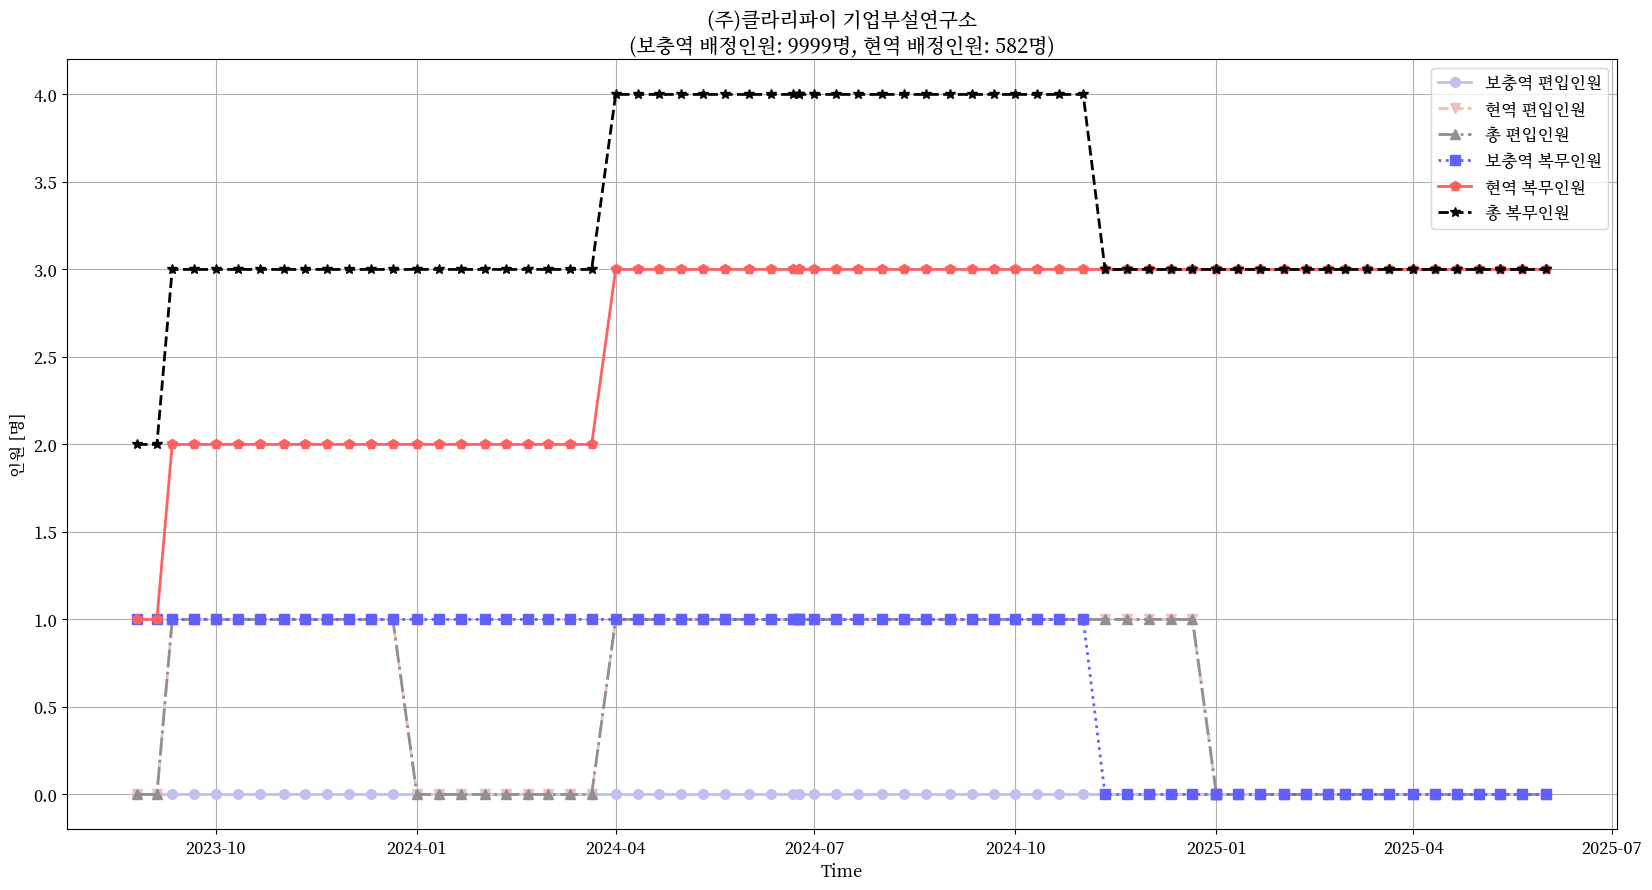 (주)클라리파이 기업부설연구소
(보충역 배정인원: 9999명, 현역 배정인원: 582명)
보충역 편입인원
현역 편입인원
총 편입인원
보충역 복무인원
현역 복무인원
총 복무인원
4.0
3.5
3.0
2.5
2.0
1.5
1.0
0.5
0.0
인원 [명]
2023-10
2024-01
2024-04
2024-07
2024-10
2025-01
2025-04
2025-07
Time